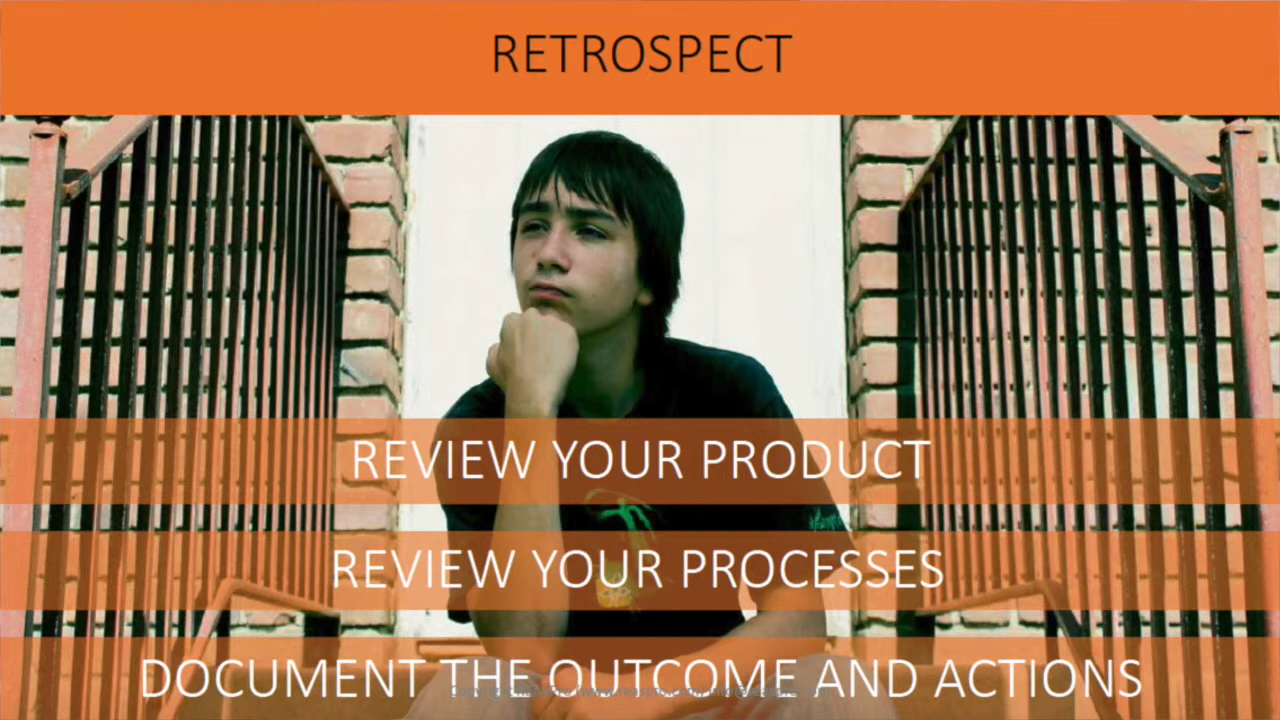 RETROSPECT
REVIEW YOUR PRODUCT
REVIEW YOUR PROCESSES
DOCUMENT THE OUTCOME AND ACTIONS